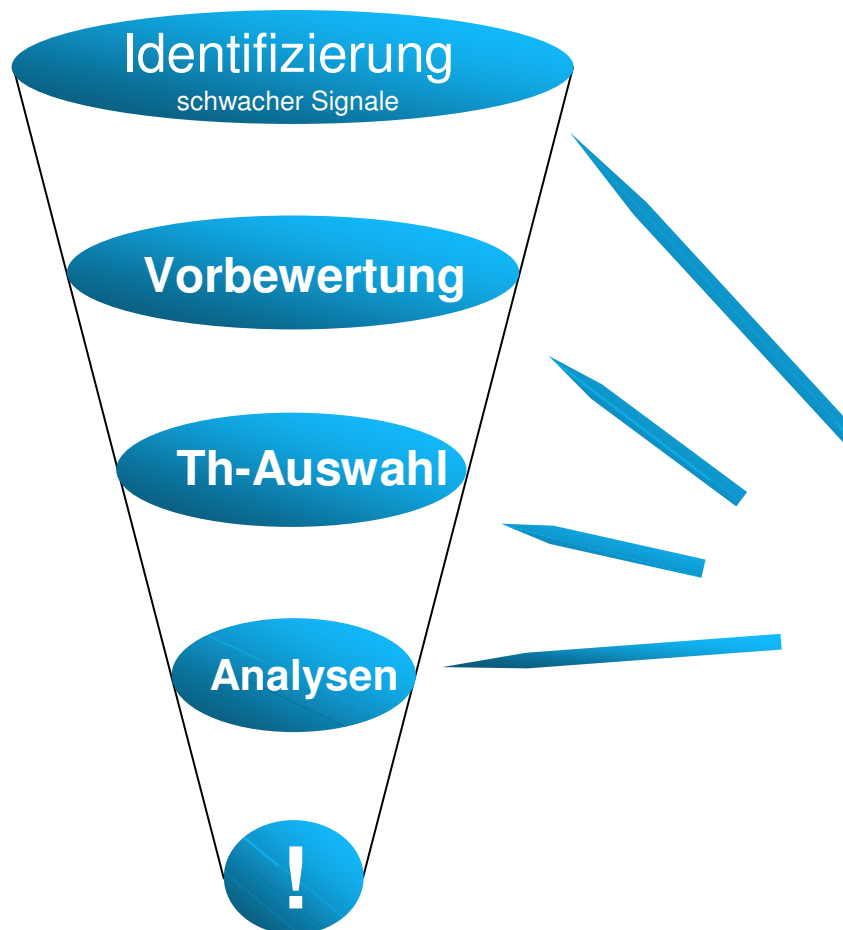 Identifizierung
schwacher Signale
Vorbewertung
Th-Auswahl
Analysen
!